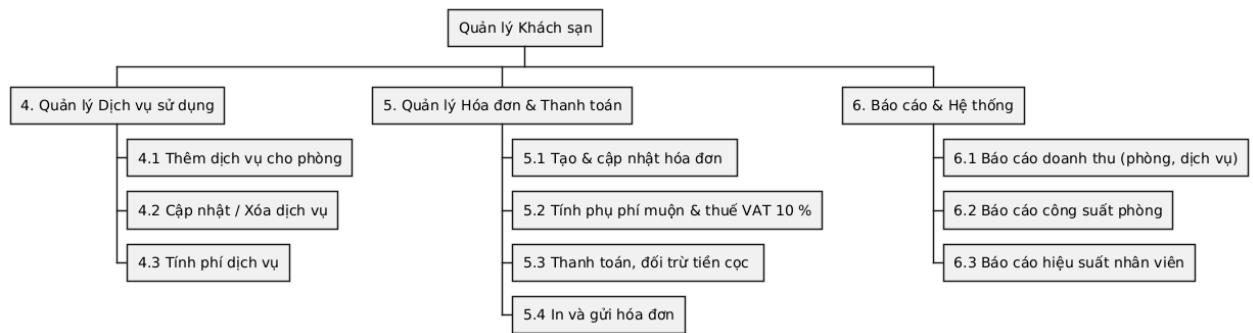 Quản lý Khách sạn
4. Quản lý Dịch vụ sử dụng
4.1 Thêm dịch vụ cho phòng
4.2 Cập nhật / Xóa dịch vụ
4.3 Tính phí dịch vụ
5. Quản lý Hóa đơn & Thanh toán
5.1 Tạo & cập nhật hóa đơn
5.2 Tính phụ phí muộn & thuế VAT 10 %
5.3 Thanh toán, đối trừ tiền cọc
5.4 In và gửi hóa đơn
6. Báo cáo & Hệ thống
6.1 Báo cáo doanh thu (phòng, dịch vụ)
6.2 Báo cáo công suất phòng
6.3 Báo cáo hiệu suất nhân viên